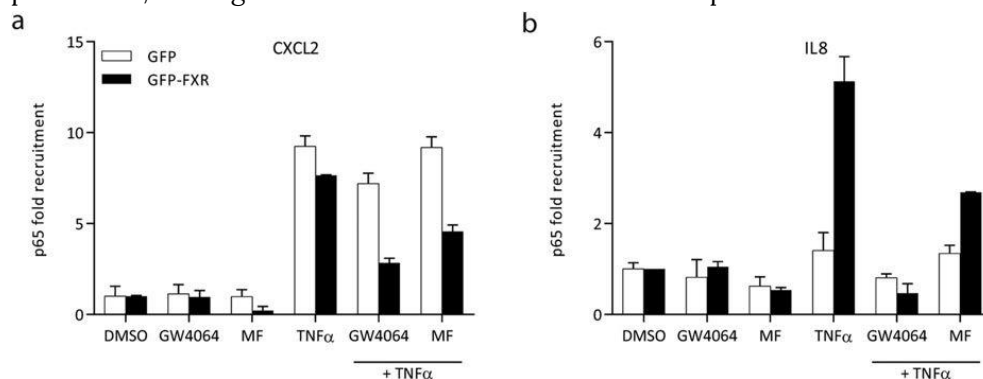 a
CXCL2
GFP
GFP-FXR
p65 fold recruitment
15
10
5
0
DMSO GW4064 MF TNFα GW4064 MF
+ TNFα
b
IL8
p65 fold recruitment
6
4
2
0
DMSO GW4064 MF TNFα GW4064 MF
+ TNFα